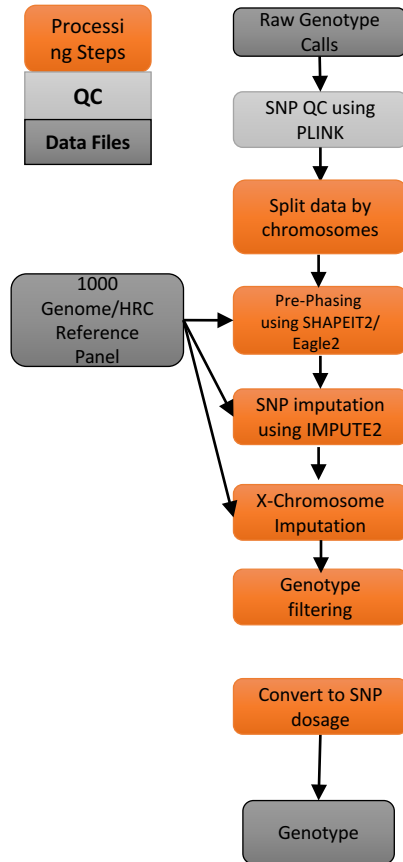 Processi
ng Steps
QC
Data Files
Raw Genotype
Calls
SNP QC using
PLINK
Split data by
chromosomes
1000
Genome/HRC
Reference
Panel
Pre-Phasing
using SHAPEIT2/
Eagle2
SNP imputation
using IMPUTE2
X-Chromosome
Imputation
Genotype
filtering
Convert to SNP
dosage
Genotype